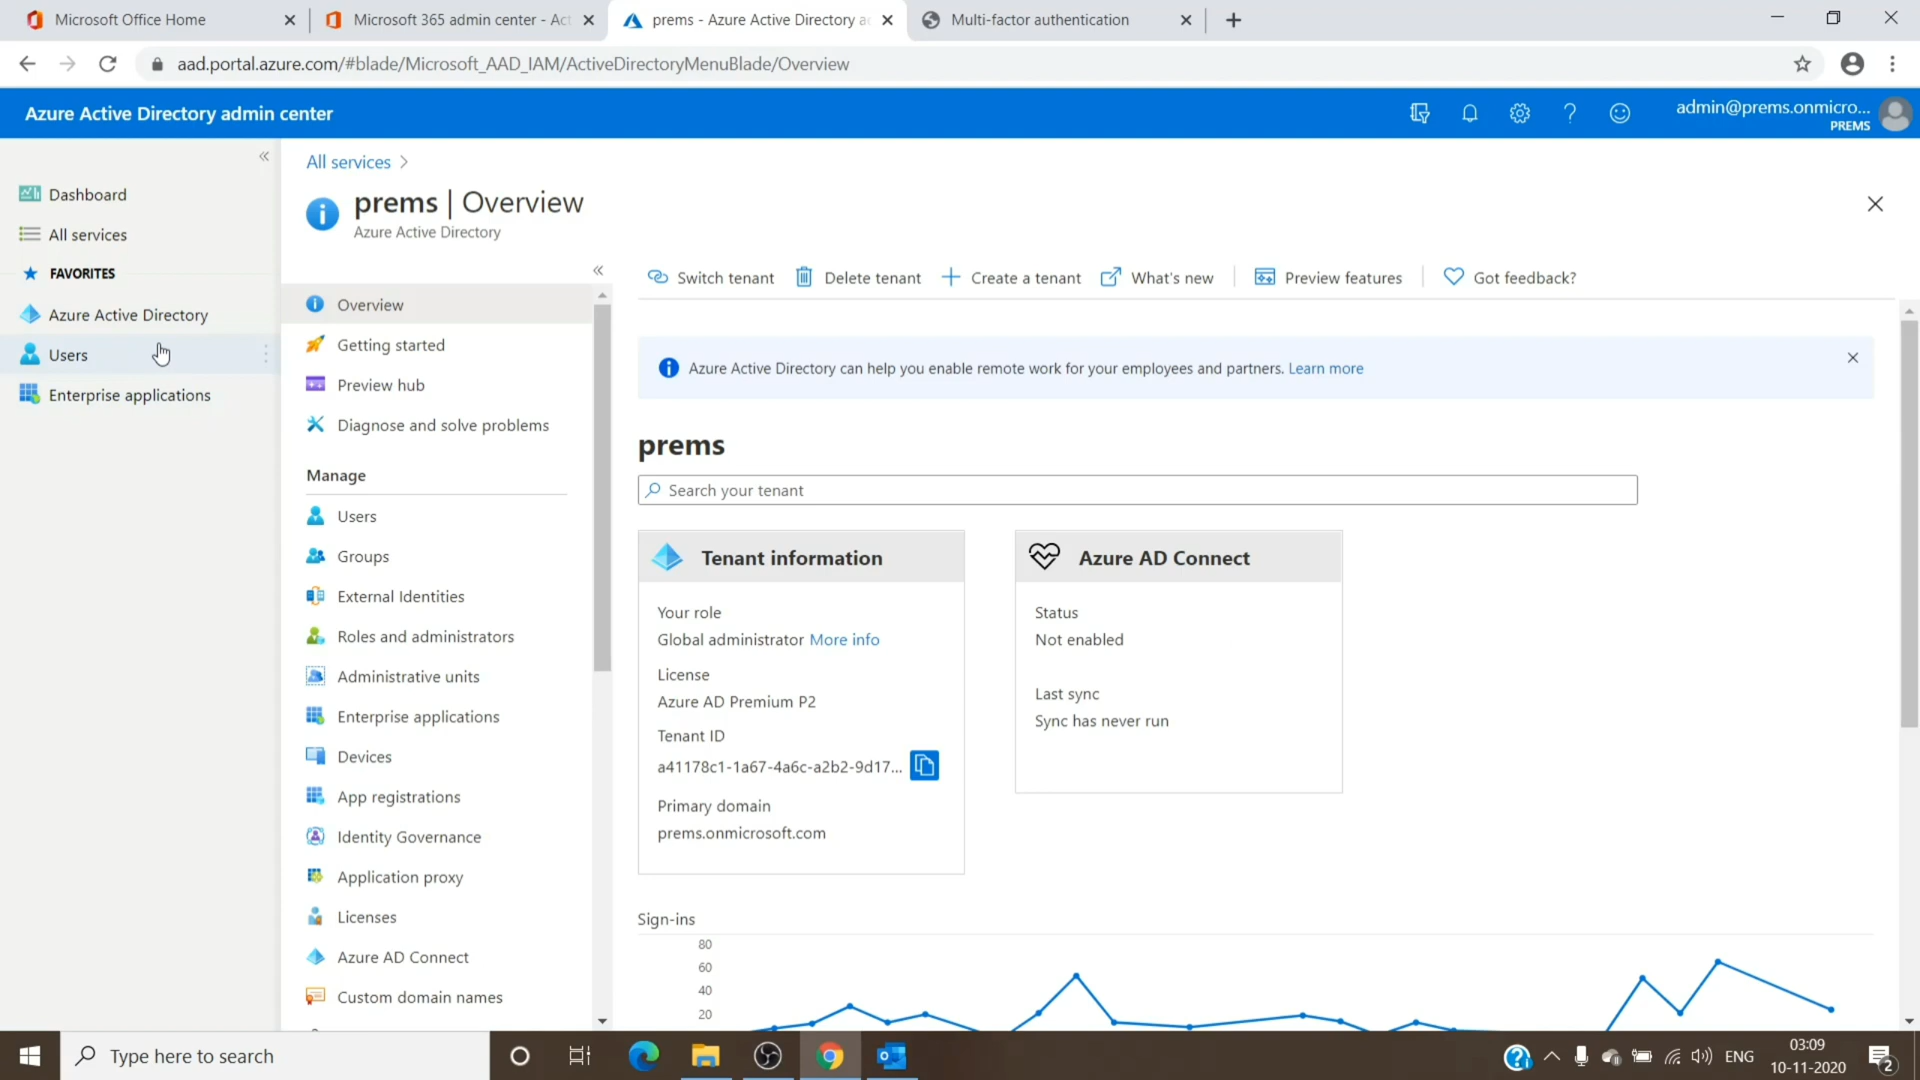 Microsoft Office Home
Microsoft 365 admin center - Act
prems - Azure Active Directory a
Multi-factor authentication
aad.portal.azure.com/#blade/Microsoft_AAD_IAM/ActiveDirectoryMenuBlade/Overview
Azure Active Directory admin center
admin@prems.onmicro...
PREMS
Dashboard
All services
FAVORITES
Azure Active Directory
Users
Enterprise applications
All services
prems | Overview
Azure Active Directory
Overview
Getting started
Preview hub
Diagnose and solve problems
Manage
Users
Groups
External Identities
Roles and administrators
Administrative units
Enterprise applications
Devices
App registrations
Identity Governance
Application proxy
Licenses
Azure AD Connect
Custom domain names
Switch tenant
Delete tenant
Create a tenant
What's new
Preview features
Got feedback?
Azure Active Directory can help you enable remote work for your employees and partners. Learn more
prems
Search your tenant
Tenant information
Your role
Global administrator More info
License
Azure AD Premium P2
Tenant ID
a41178c1-1a67-4a6c-a2b2-9d17...
Primary domain
prems.onmicrosoft.com
Azure AD Connect
Status
Not enabled
Last sync
Sync has never run
Sign-ins
80
60
40
20
Type here to search
ENG
03:09
10-11-2020
2